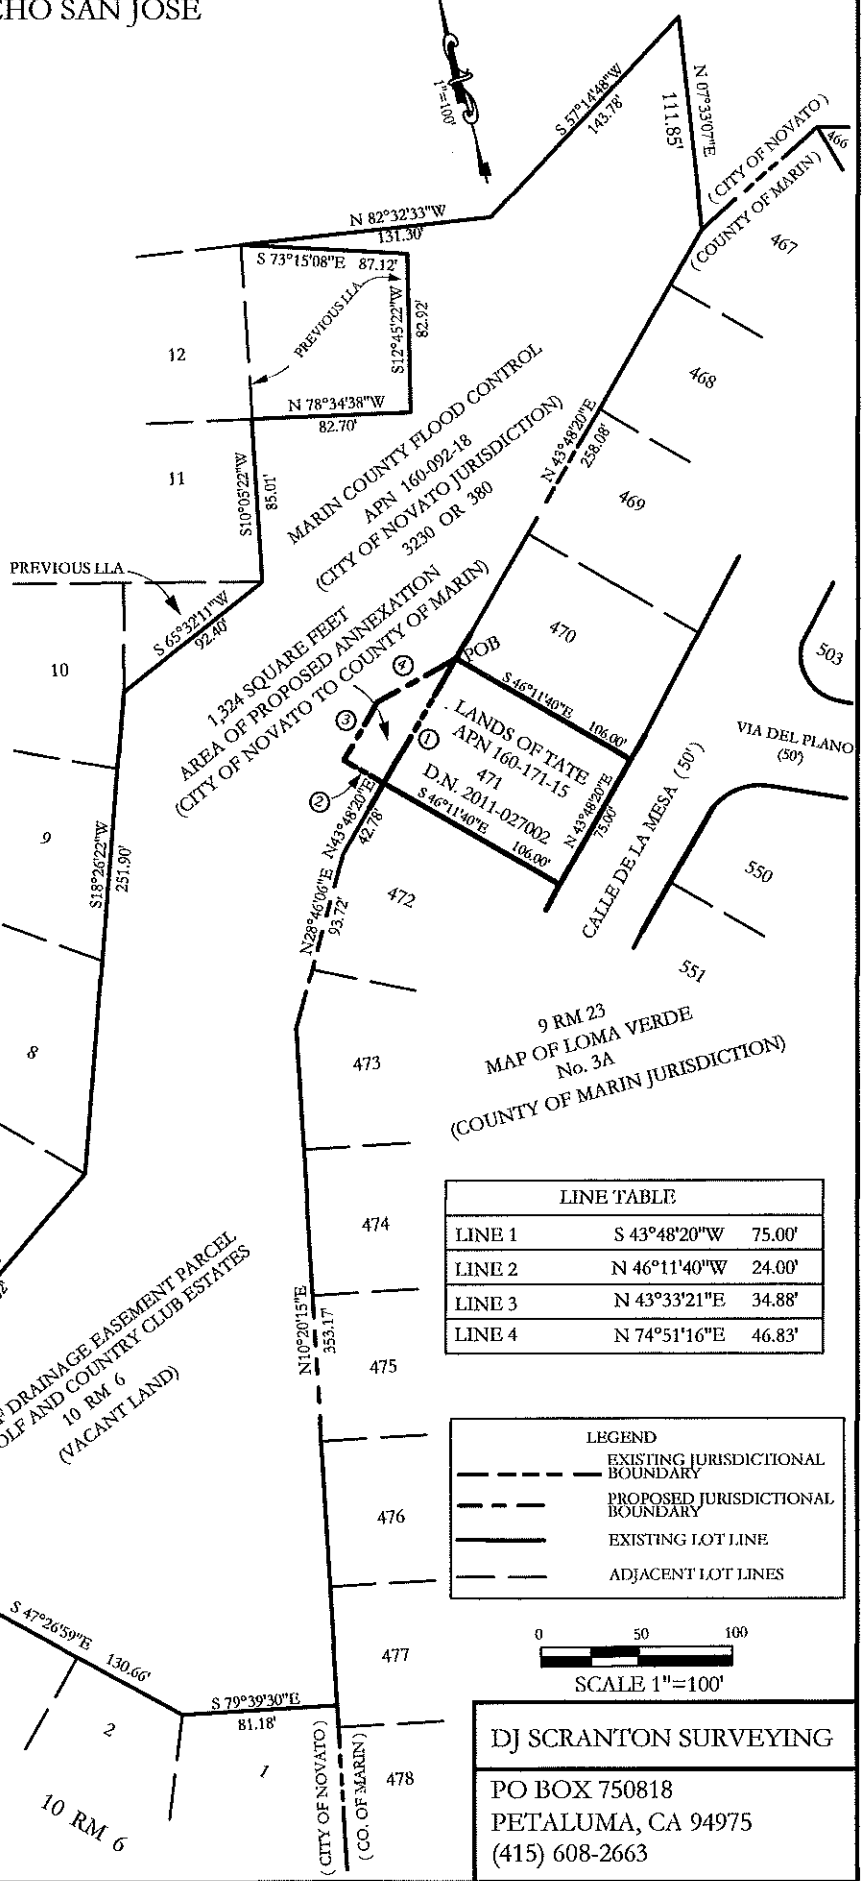 CHO SAN JOSE
1"=100'
S 57°14'48"W
143.78'
N 07°33'07"E
111.85'
( CITY OF NOVATO )
( COUNTY OF MARIN )
466
467
N 82°32'33"W
131.30'
S 73°15'08"E 87.12'
PREVIOUS LLA
S12°45'22"W
82.92'
12
468
N 78°34'38"W
82.70'
11
S10°05'22"W
85.01'
MARIN COUNTY FLOOD CONTROL
APN 160-092-18
(CITY OF NOVATO JURISDICTION)
3230 OR 380
N 43°48'20"E
258.08'
469
PREVIOUS LLA
S 65°32'11"W
92.40'
10
1,324 SQUARE FEET
AREA OF PROPOSED ANNEXATION
(CITY OF NOVATO TO COUNTY OF MARIN)
470
503
POB
4
3
1
2
S 46°11'40"E 106.00'
LANDS OF TATE
APN 160-171-15
471
D.N. 2011-027002
S 46°11'40"E
106.00'
N 43°48'20"E
75.00'
VIA DEL PLANO
(50')
CALLE DE LA MESA (50')
N43°48'20"E
42.78'
9
S18°26'22"W
251.90'
472
550
N28°46'06"E
93.72'
551
8
473
9 RM 23
MAP OF LOMA VERDE
No. 3A
(COUNTY OF MARIN JURISDICTION)
474
LINE TABLE
LINE 1 S 43°48'20"W 75.00'
LINE 2 N 46°11'40"W 24.00'
LINE 3 N 43°33'21"E 34.88'
LINE 4 N 74°51'16"E 46.83'
DRAINAGE EASEMENT PARCEL
OLF AND COUNTRY CLUB ESTATES
10 RM 6
(VACANT LAND)
N10°20'15"E
353.17'
475
476
LEGEND
EXISTING JURISDICTIONAL
BOUNDARY
PROPOSED JURISDICTIONAL
BOUNDARY
EXISTING LOT LINE
ADJACENT LOT LINES
S 47°26'59"E 130.66'
477
0 50 100
SCALE 1"=100'
S 79°39'30"E
81.18'
2
1
10 RM 6
( CITY OF NOVATO )
( CO. OF MARIN )
478
DJ SCRANTON SURVEYING
PO BOX 750818
PETALUMA, CA 94975
(415) 608-2663